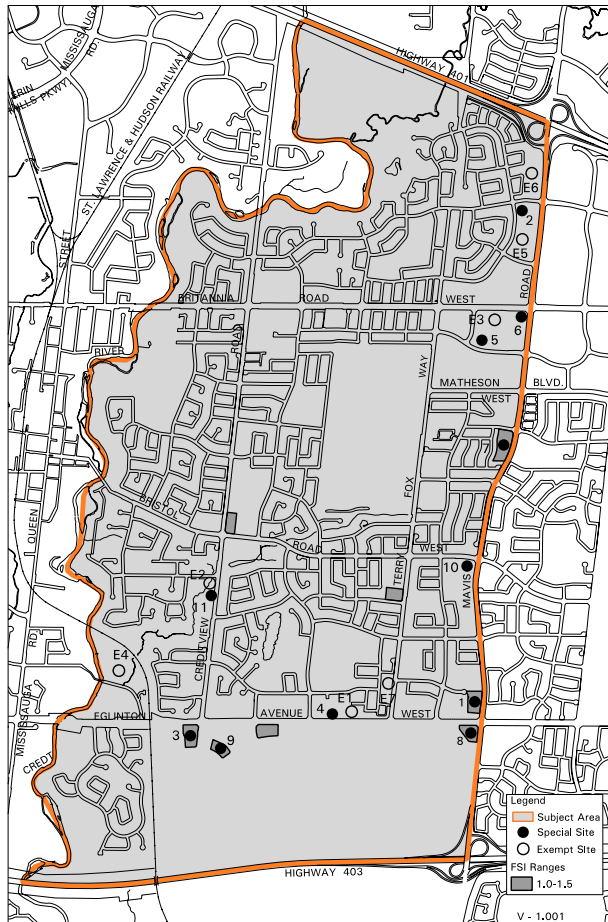 HIGHWAY 401
MISSISSAUGA
RD.
ERIN
MILLS PKWY
ST. LAWRENCE & HUDSON RAILWAY
E6
2
E5
STREET
ROAD
BRITANNIA ROAD WEST
E3
6
5
RIVER
ROAD
WAY
MATHESON BLVD.
WEST
7
FOX
QUEEN
BRISTOL
ROAD WEST
TERRY
10
MAVIS
E2
11
CREDITVIEW
RD.
E4
E7
1
MISSISSAUGA
EGLINTON AVENUE WEST
4
E1
3
9
8
CREDT
HIGHWAY 403
Legend
Subject Area
Special Site
Exempt SIte
FSI Ranges
1.0-1.5
V - 1.001